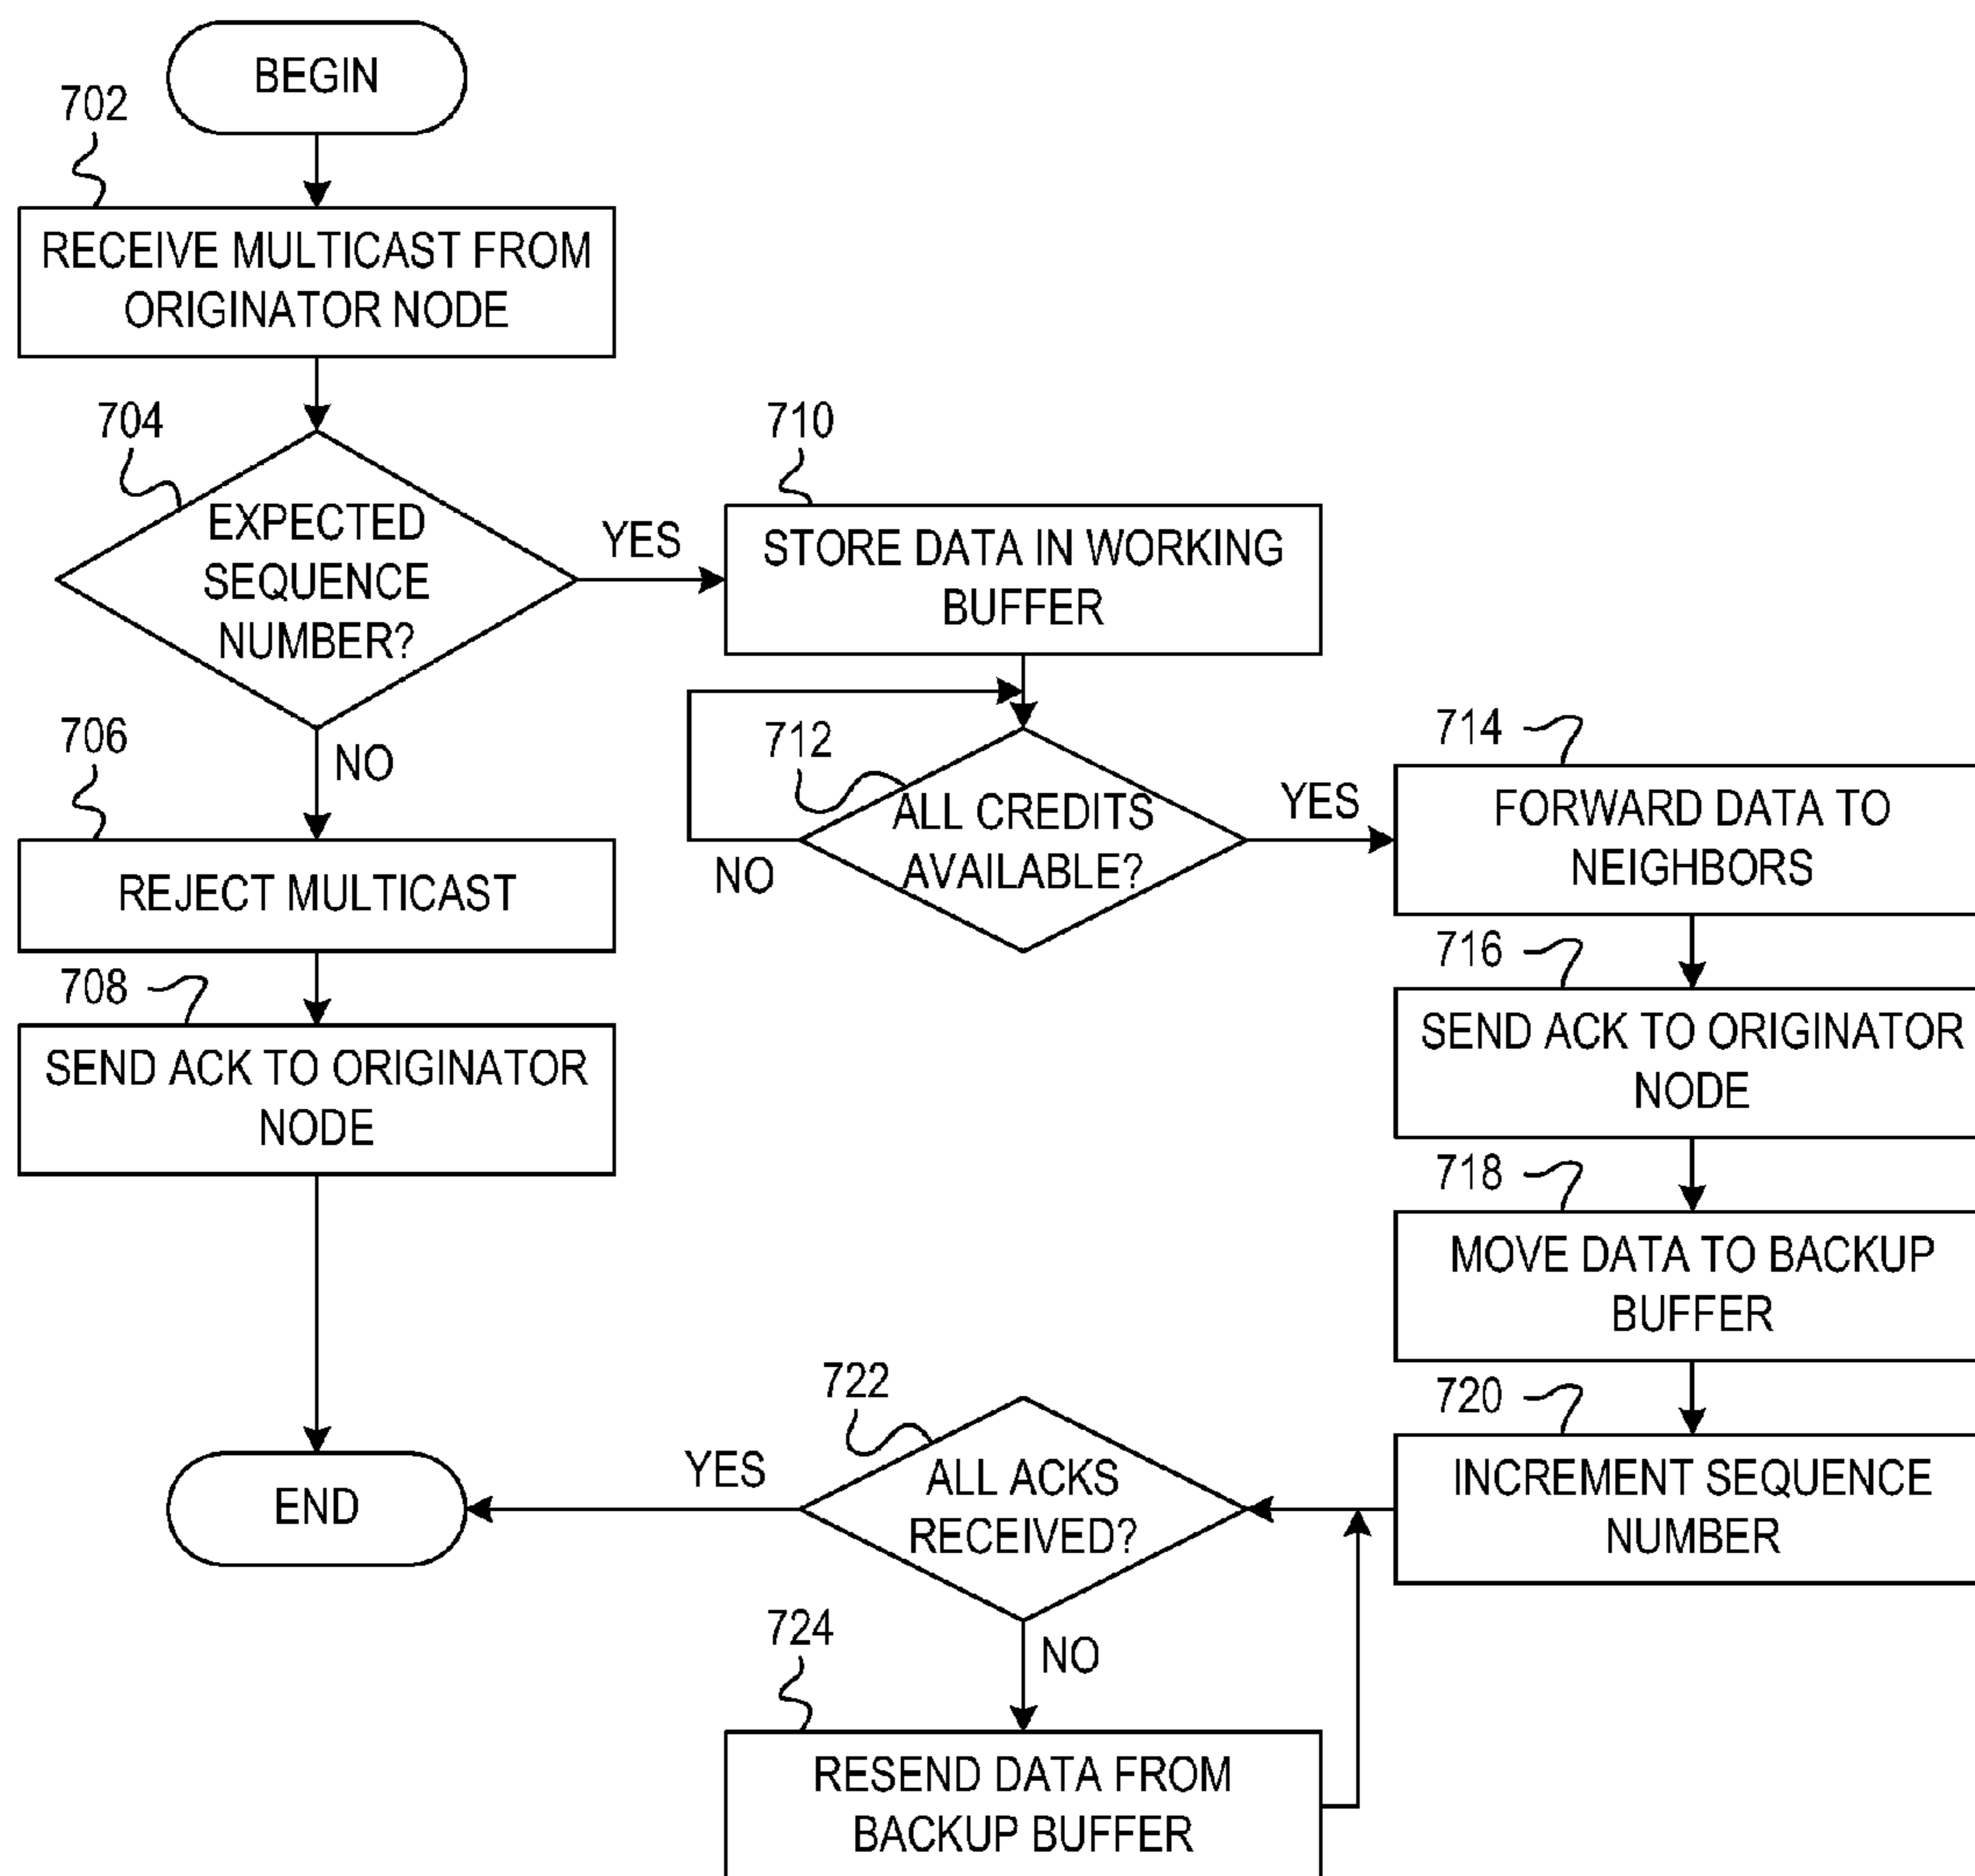 BEGIN
702
RECEIVE MULTICAST FROM
ORIGINATOR NODE
704
EXPECTED
SEQUENCE
NUMBER?
YES
NO
706
REJECT MULTICAST
708
SEND ACK TO ORIGINATOR
NODE
END
710
STORE DATA IN WORKING
BUFFER
712
ALL CREDITS
AVAILABLE?
NO
YES
714
FORWARD DATA TO
NEIGHBORS
716
SEND ACK TO ORIGINATOR
NODE
718
MOVE DATA TO BACKUP
BUFFER
720
INCREMENT SEQUENCE
NUMBER
722
ALL ACKS
RECEIVED?
YES
NO
724
RESEND DATA FROM
BACKUP BUFFER